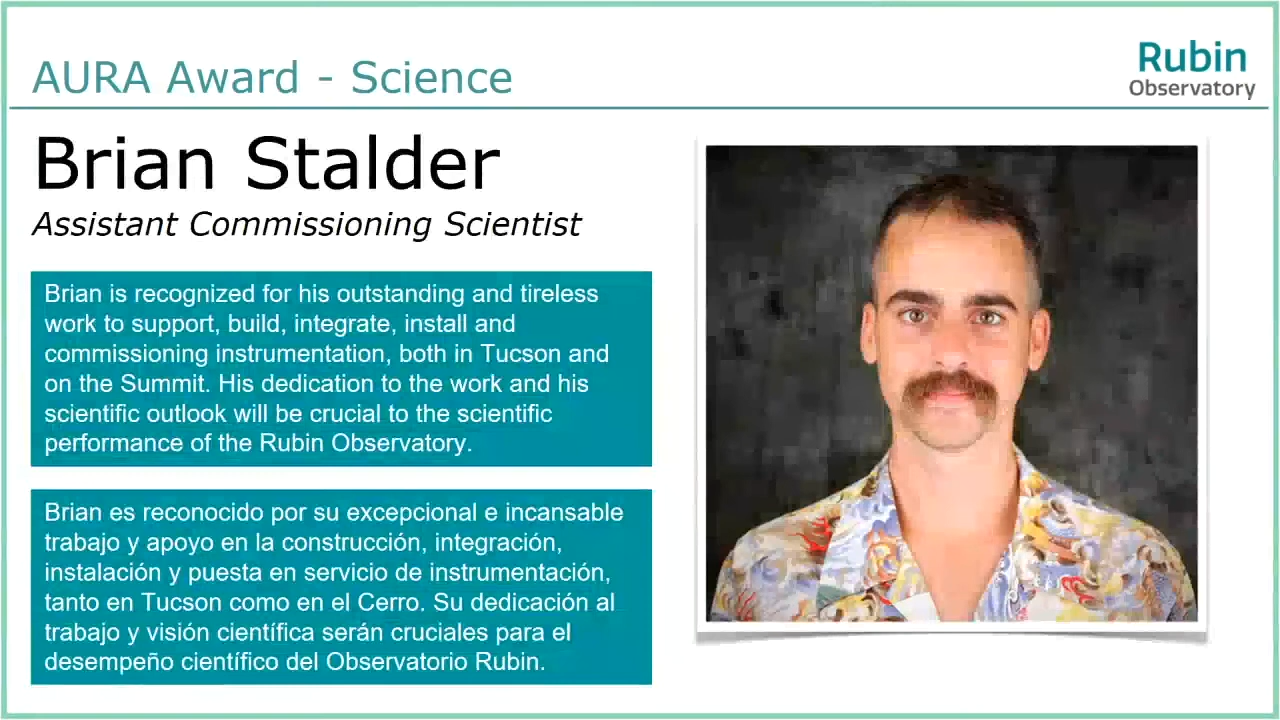 AURA Award - Science
Rubin
Observatory
Brian Stalder
Assistant Commissioning Scientist
Brian is recognized for his outstanding and tireless
work to support, build, integrate, install and
commissioning instrumentation, both in Tucson and
on the Summit. His dedication to the work and his
scientific outlook will be crucial to the scientific
performance of the Rubin Observatory.
Brian es reconocido por su excepcional e incansable
trabajo y apoyo en la construcción, integración,
instalación y puesta en servicio de instrumentación,
tanto en Tucson como en el Cerro. Su dedicación al
trabajo y visión científica serán cruciales para el
desempeño científico del Observatorio Rubin.